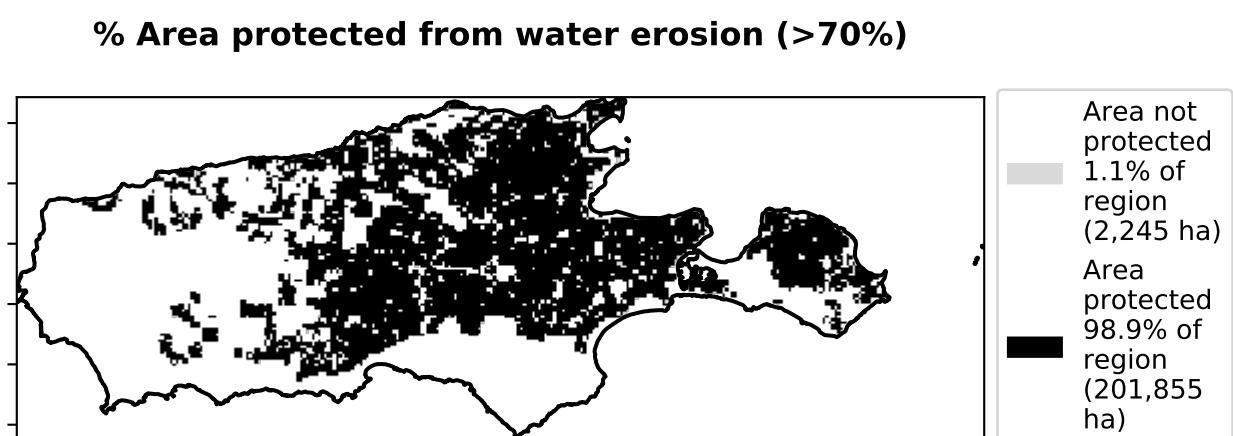 % Area protected from water erosion (>70%)
Area not
protected
1.1% of
region
(2,245 ha)
Area
protected
98.9% of
region
(201,855
ha)